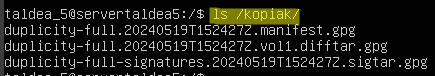 taldea_5@servertaldea5:/$ ls /kopiak/
duplicity-full.20240519T152427Z.manifest.gpg
duplicity-full.20240519T152427Z.vol1.difftar.gpg
duplicity-full-signatures.20240519T152427Z.sigtar.gpg